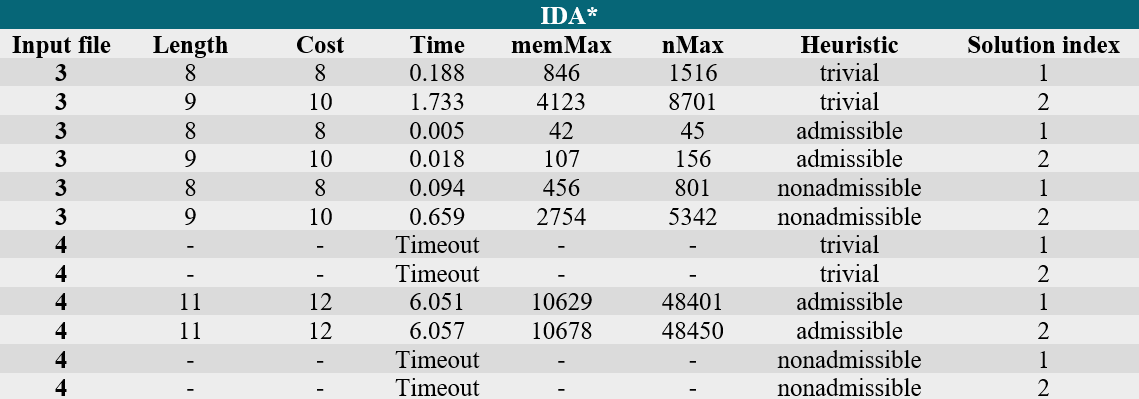 IDA*
Input file Length Cost Time memMax nMax Heuristic Solution index
3 8 8 0.188 846 1516 trivial 1
3 9 10 1.733 4123 8701 trivial 2
3 8 8 0.005 42 45 admissible 1
3 9 10 0.018 107 156 admissible 2
3 8 8 0.094 456 801 nonadmissible 1
3 9 10 0.659 2754 5342 nonadmissible 2
4 - - Timeout - - trivial 1
4 - - Timeout - - trivial 2
4 11 12 6.051 10629 48401 admissible 1
4 11 12 6.057 10678 48450 admissible 2
4 - - Timeout - - nonadmissible 1
4 - - Timeout - - nonadmissible 2